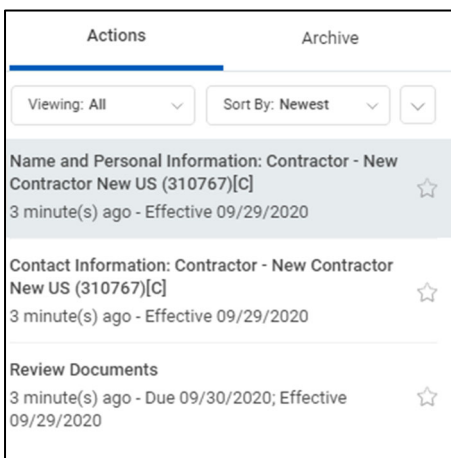 Actions
Archive
Viewing: All
Sort By: Newest
Name and Personal Information: Contractor - New
Contractor New US (310767)[C]
3 minute(s) ago - Effective 09/29/2020
Contact Information: Contractor - New Contractor
New US (310767)[C]
3 minute(s) ago - Effective 09/29/2020
Review Documents
3 minute(s) ago - Due 09/30/2020; Effective
09/29/2020